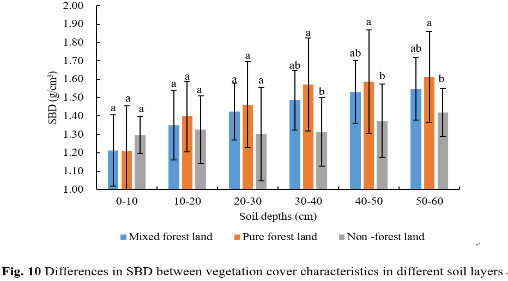 2.00
1.90
1.80
1.70
1.60
1.50
1.40
1.30
1.20
1.10
1.00
SBD (g/cm³)
a a a
a a a
a a a
ab a b
ab a b
ab a b
0-10 10-20 20-30 30-40 40-50 50-60
Soil depths (cm)
Mixed forest land Pure forest land Non -forest land
Fig. 10 Differences in SBD between vegetation cover characteristics in different soil layers